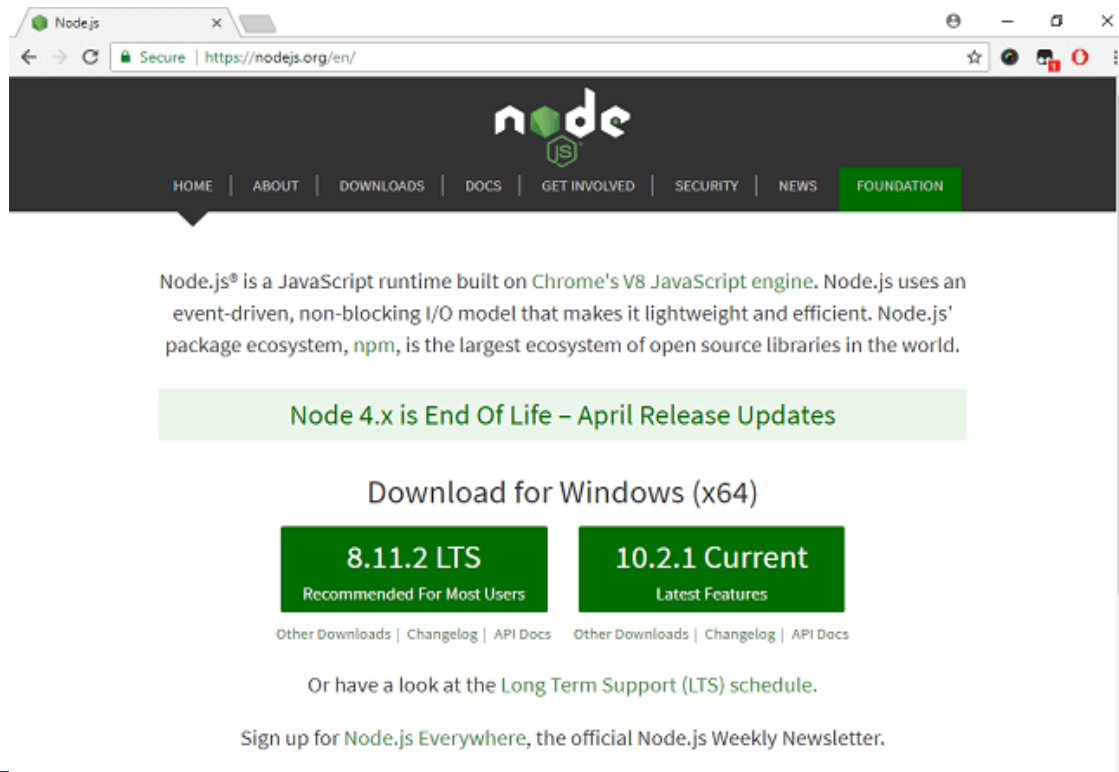 Node.js
Secure | https://nodejs.org/en/
1
node
JS
HOME | ABOUT | DOWNLOADS | DOCS | GET INVOLVED | SECURITY | NEWS FOUNDATION
Node.js® is a JavaScript runtime built on Chrome's V8 JavaScript engine. Node.js uses an
event-driven, non-blocking I/O model that makes it lightweight and efficient. Node.js'
package ecosystem, npm, is the largest ecosystem of open source libraries in the world.
Node 4.x is End Of Life – April Release Updates
Download for Windows (x64)
8.11.2 LTS 10.2.1 Current
Recommended For Most Users Latest Features
Other Downloads | Changelog | API Docs Other Downloads | Changelog | API Docs
Or have a look at the Long Term Support (LTS) schedule.
Sign up for Node.js Everywhere, the official Node.js Weekly Newsletter.